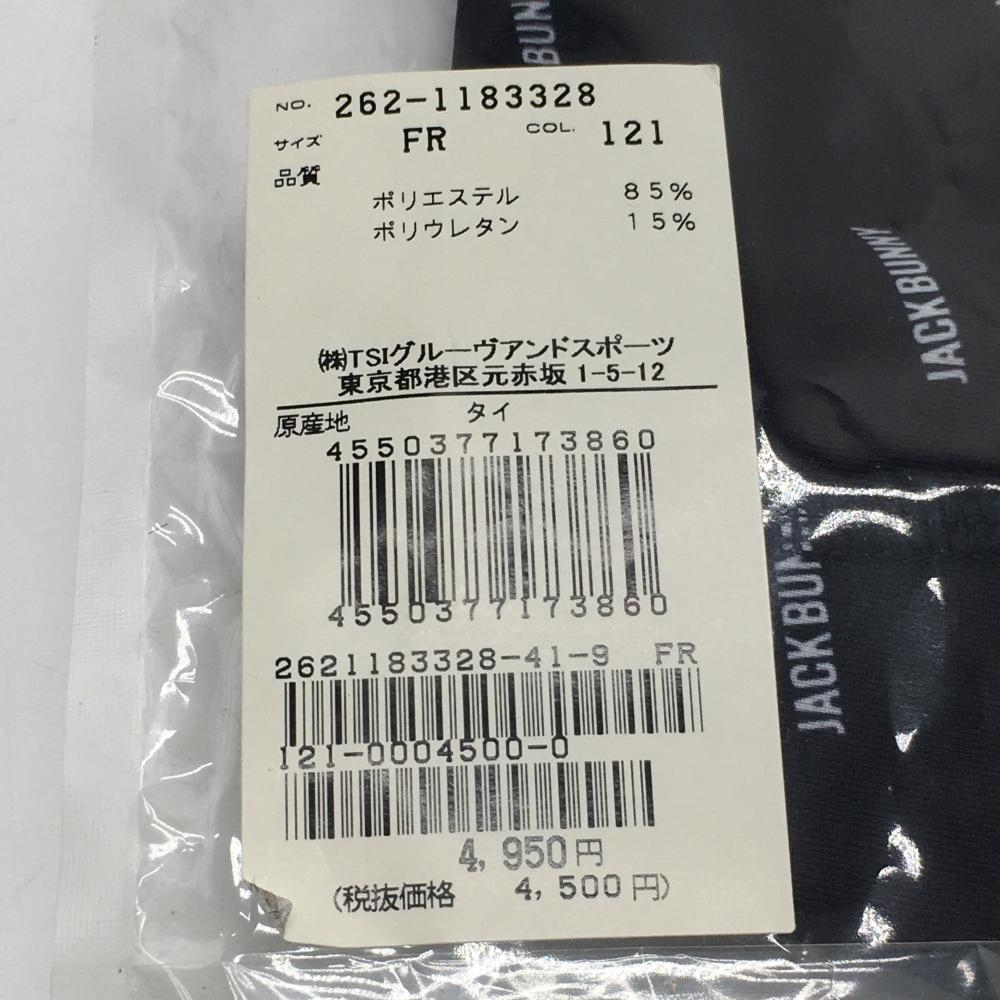 NO. 262-1183328
サイズ FR COL. 121
品質
ポリエステル 85%
ポリウレタン 15%
㈱TSIグルーヴアンドスポーツ
東京都港区元赤坂 1-5-12
原産地 タイ
4550377173860
4550377173860
2621183328-41-9 FR
121-0004500-0
4,950円
(税抜価格 4,500円)
BUNNY
JACK BUNNY
JACK BUNNY